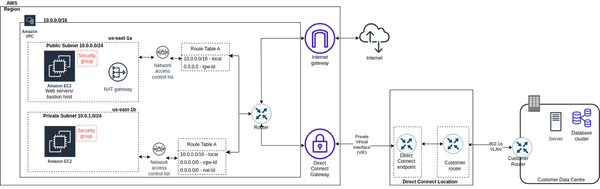 AWS
Region
Amazon
VPC
10.0.0.0/16
us-east-1a
Public Subnet 10.0.0.0/24
Security
group
Amazon EC2
Web servers/
bastion host
NAT gateway
Network
access
control list
Route Table A
10.0.0.0/16 - local
0.0.0.0 - igw-Id
us-east-1b
Private Subnet 10.0.1.0/24
Security
group
Amazon EC2
Network
access
control list
Route Table A
10.0.0.0/16 - local
0.0.0.0/0 - vgw-Id
0.0.0.0/0 - nat-Id
Router
Internet
gateway
Internet
Direct
Connect
Gateway
Private
Virtual
Interface
(VIF)
Direct
Connect
endpoint
Customer
router
Direct Connect Location
802.1q
VLAN
Customer
Router
Server
Database
cluster
Customer Data Centre